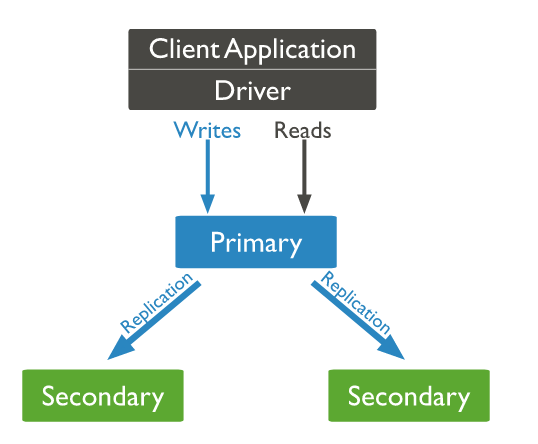 Client Application
Driver
Writes
Reads
Primary
Replication
Replication
Secondary
Secondary